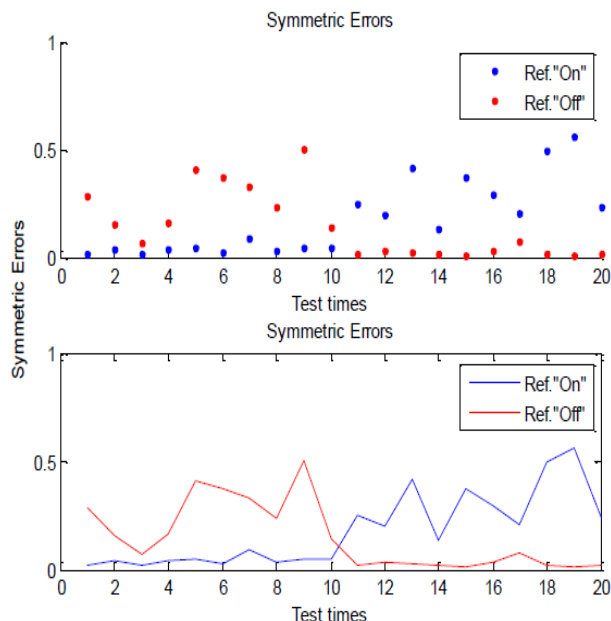 Symmetric Errors
1
Ref."On"
Ref."Off"
0.5
0
0 2 4 6 8 10 12 14 16 18 20
Test times
Symmetric Errors
Symmetric Errors
1
Ref."On"
Ref."Off"
0.5
0
0 2 4 6 8 10 12 14 16 18 20
Test times